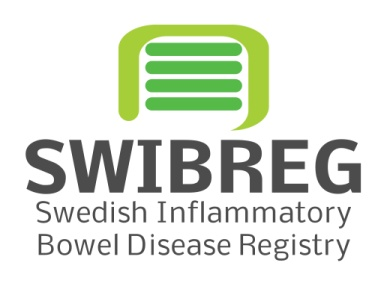 SWIBREG
Swedish Inflammatory
Bowel Disease Registry